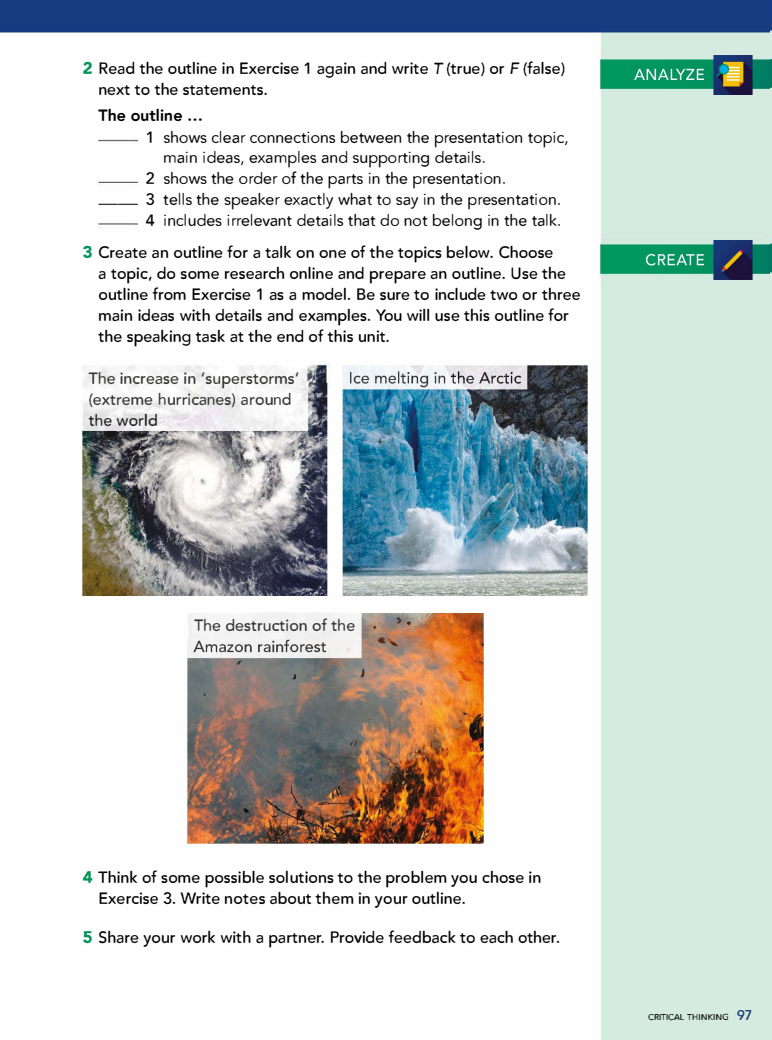 2 Read the outline in Exercise 1 again and write T (true) or F (false)
next to the statements.
ANALYZE
The outline ...
_____ 1 shows clear connections between the presentation topic,
main ideas, examples and supporting details.
_____ 2 shows the order of the parts in the presentation.
_____ 3 tells the speaker exactly what to say in the presentation.
_____ 4 includes irrelevant details that do not belong in the talk.
3 Create an outline for a talk on one of the topics below. Choose
a topic, do some research online and prepare an outline. Use the
outline from Exercise 1 as a model. Be sure to include two or three
main ideas with details and examples. You will use this outline for
the speaking task at the end of this unit.
CREATE
The increase in ‘superstorms’
(extreme hurricanes) around
the world
Ice melting in the Arctic
The destruction of the
Amazon rainforest
4 Think of some possible solutions to the problem you chose in
Exercise 3. Write notes about them in your outline.
5 Share your work with a partner. Provide feedback to each other.
CRITICAL THINKING 97